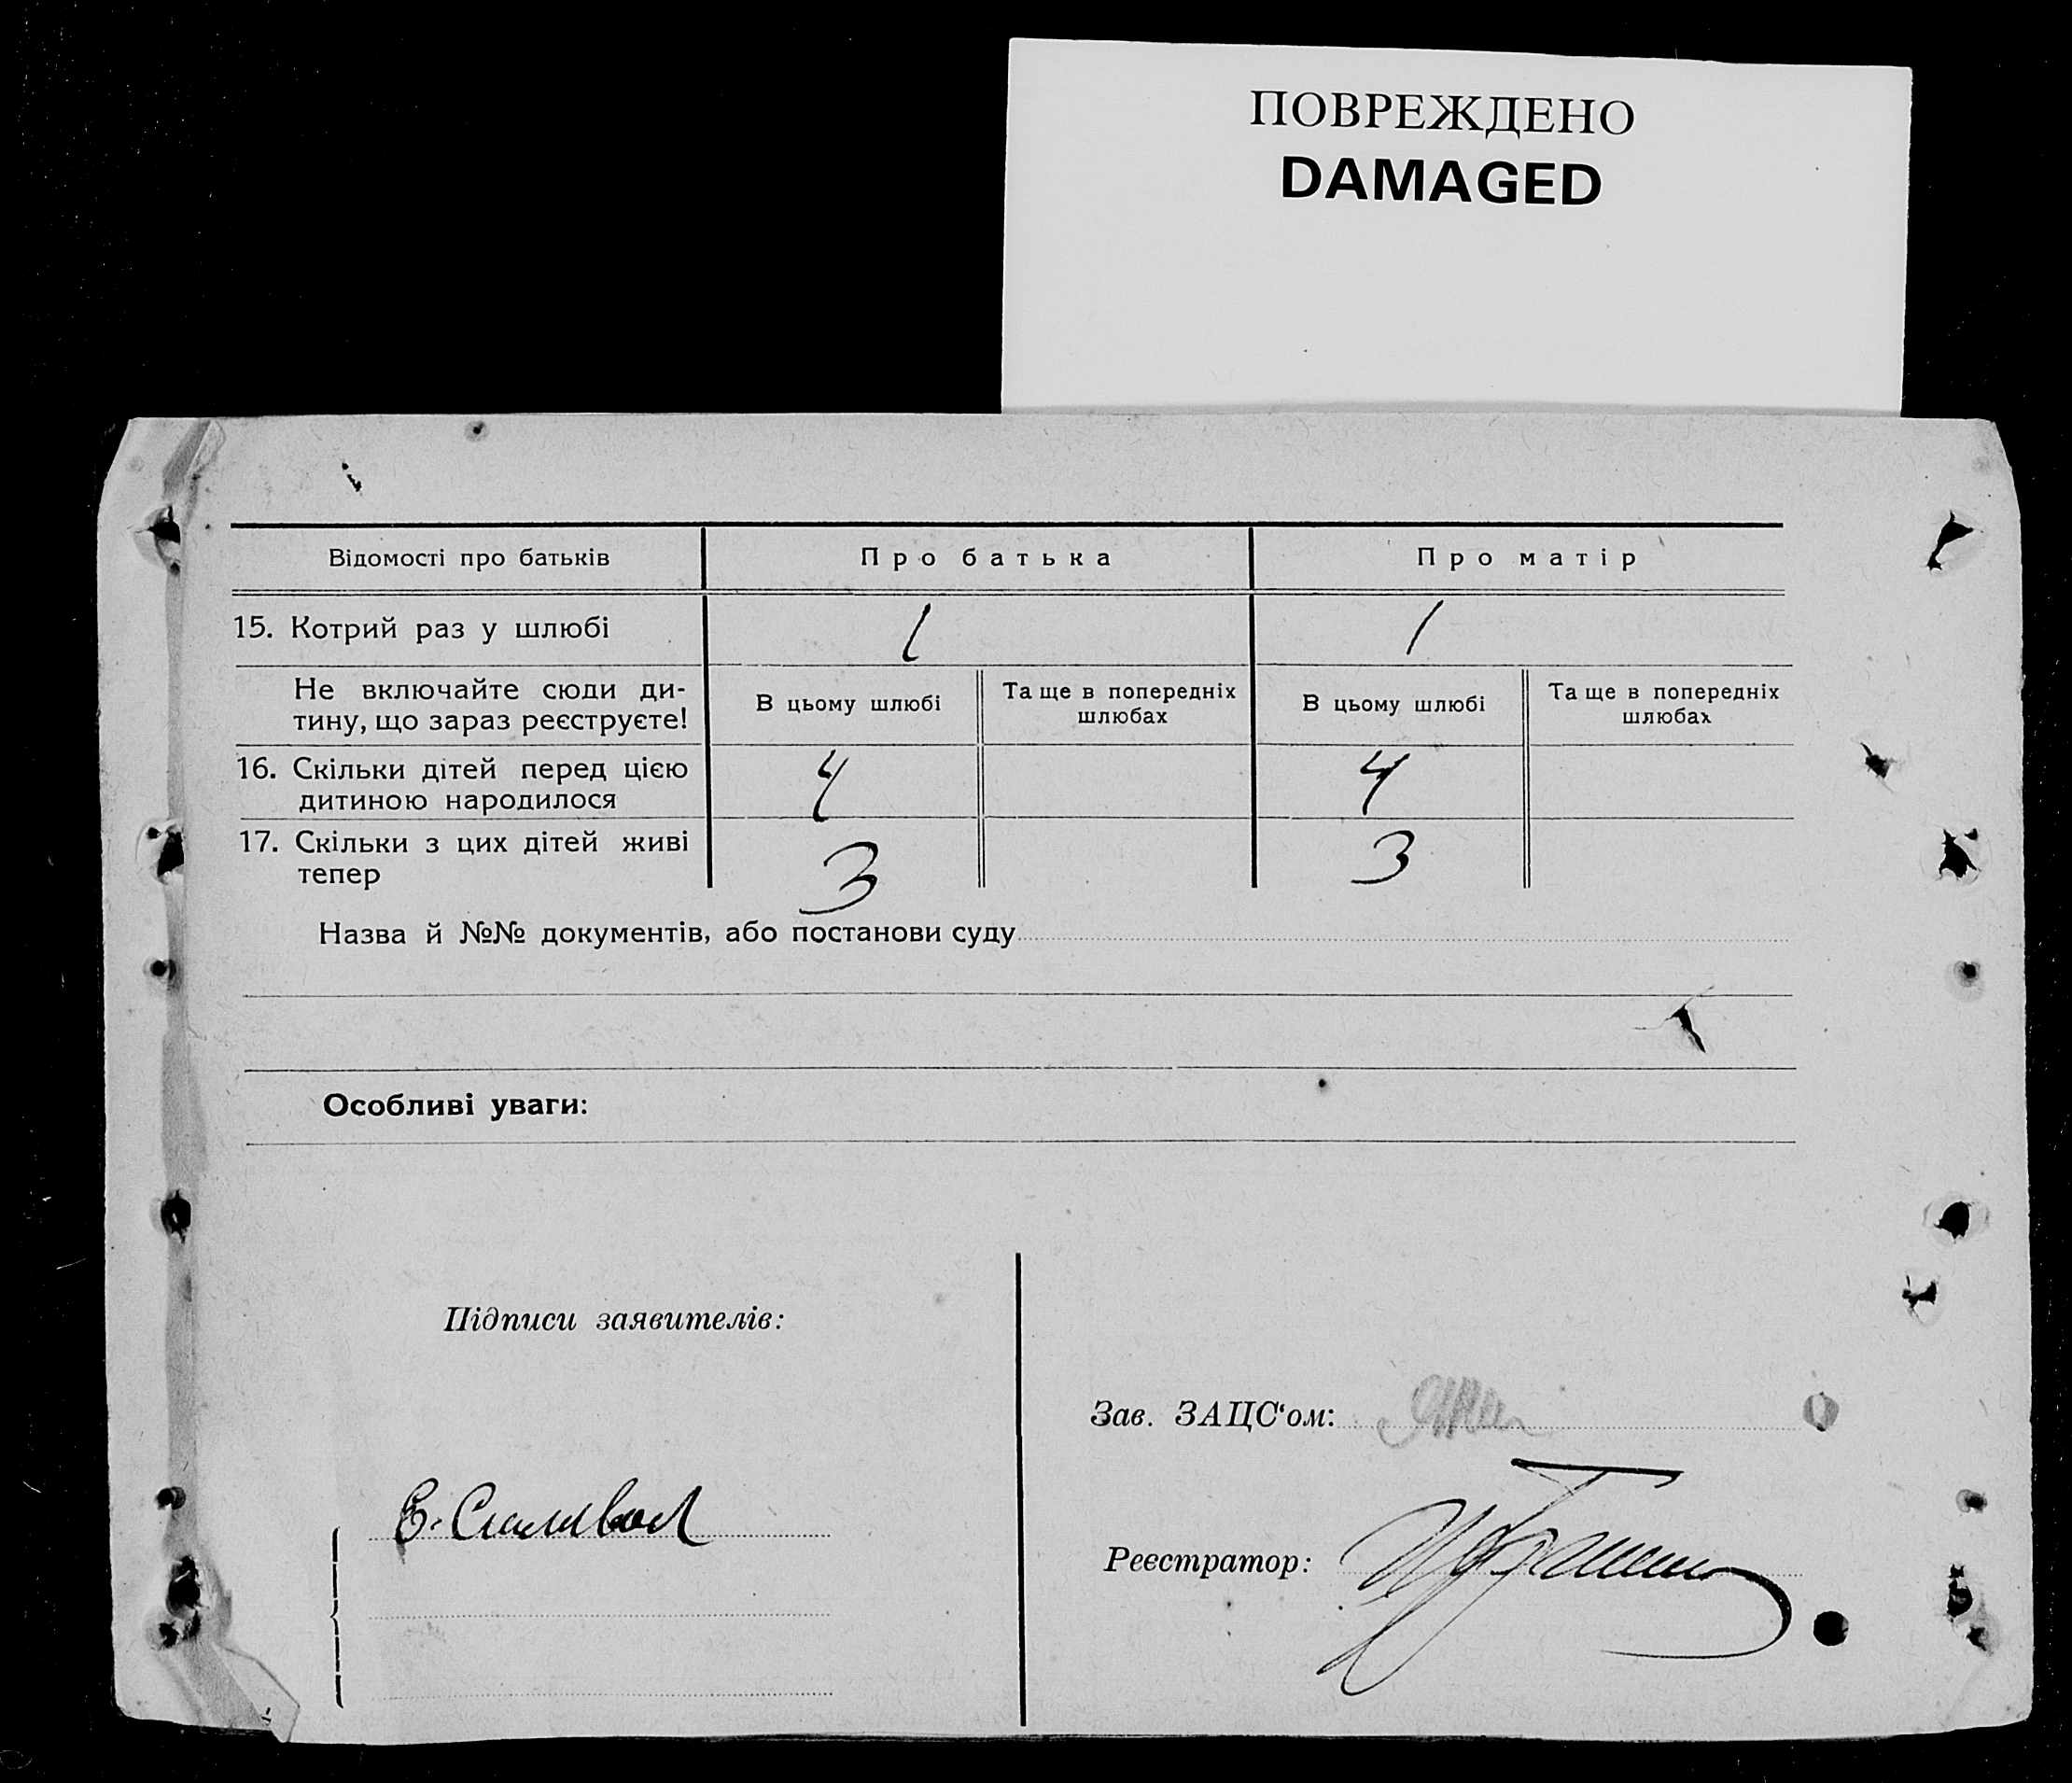 ПОВРЕЖДЕНО
DAMAGED
Відомості про батьків
Про батька
Про матір
15. Котрий раз у шлюбі
1
1
Не включайте сюди ди-
тину, що зараз реєструєте!
В цьому шлюбі
Та ще в попередніх
шлюбах
В цьому шлюбі
Та ще в попередніх
шлюбах
16. Скільки дітей перед цією
дитиною народилося
4
4
17. Скільки з цих дітей живі
тепер
3
3
Назва й №№ документів, або постанови суду
Особливі уваги:
Підписи заявителів:
Зав. ЗАЦС‘ом:
Реєстратор: